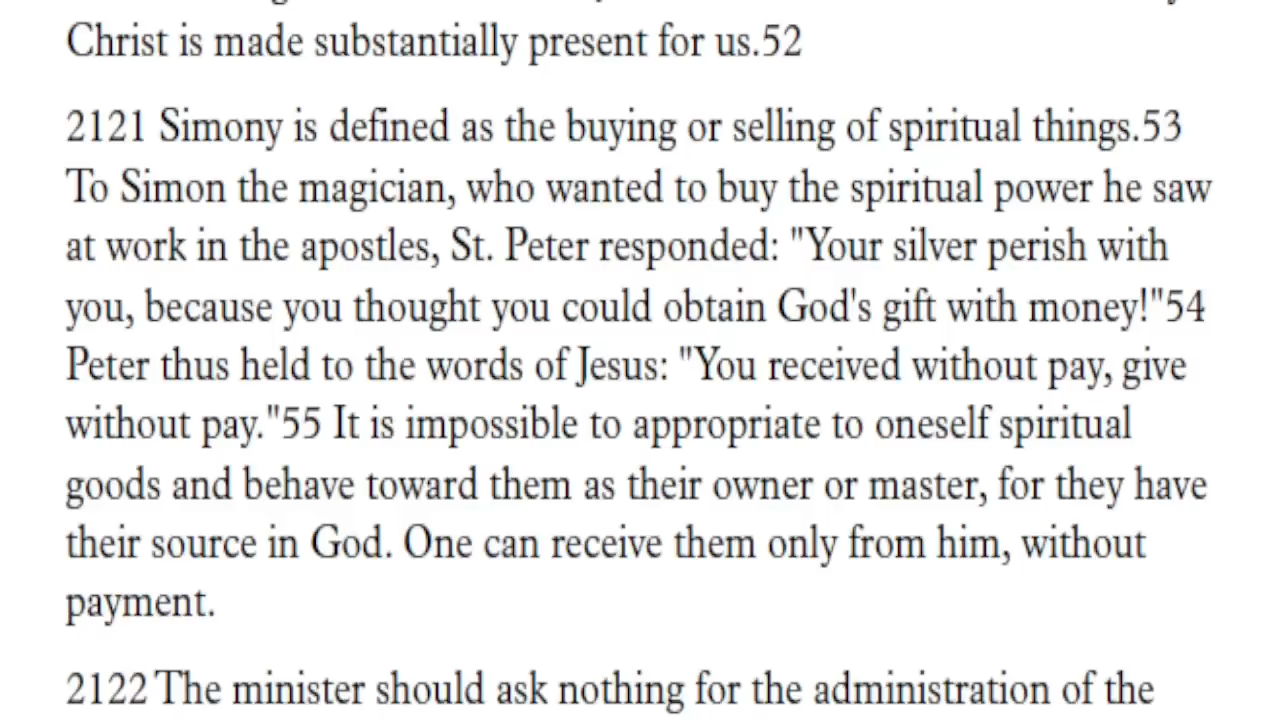 Christ is made substantially present for us.52
2121 Simony is defined as the buying or selling of spiritual things.53
To Simon the magician, who wanted to buy the spiritual power he saw
at work in the apostles, St. Peter responded: "Your silver perish with
you, because you thought you could obtain God's gift with money!"54
Peter thus held to the words of Jesus: "You received without pay, give
without pay."55 It is impossible to appropriate to oneself spiritual
goods and behave toward them as their owner or master, for they have
their source in God. One can receive them only from him, without
payment.
2122 The minister should ask nothing for the administration of the